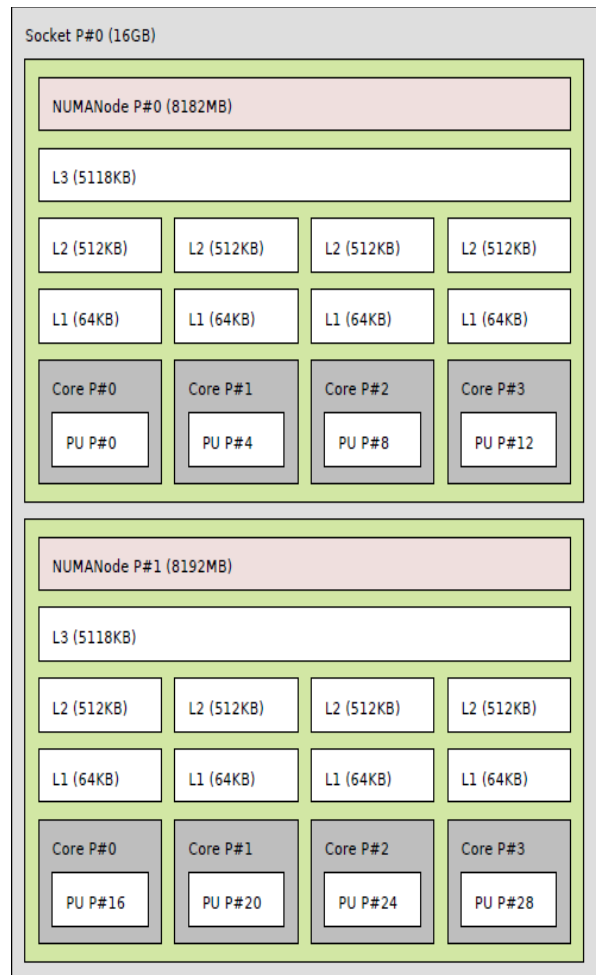 Socket P#0 (16GB)
NUMANode P#0 (8182MB)
L3 (5118KB)
L2 (512KB) L2 (512KB) L2 (512KB) L2 (512KB)
L1 (64KB) L1 (64KB) L1 (64KB) L1 (64KB)
Core P#0 Core P#1 Core P#2 Core P#3
PU P#0 PU P#4 PU P#8 PU P#12
NUMANode P#1 (8192MB)
L3 (5118KB)
L2 (512KB) L2 (512KB) L2 (512KB) L2 (512KB)
L1 (64KB) L1 (64KB) L1 (64KB) L1 (64KB)
Core P#0 Core P#1 Core P#2 Core P#3
PU P#16 PU P#20 PU P#24 PU P#28